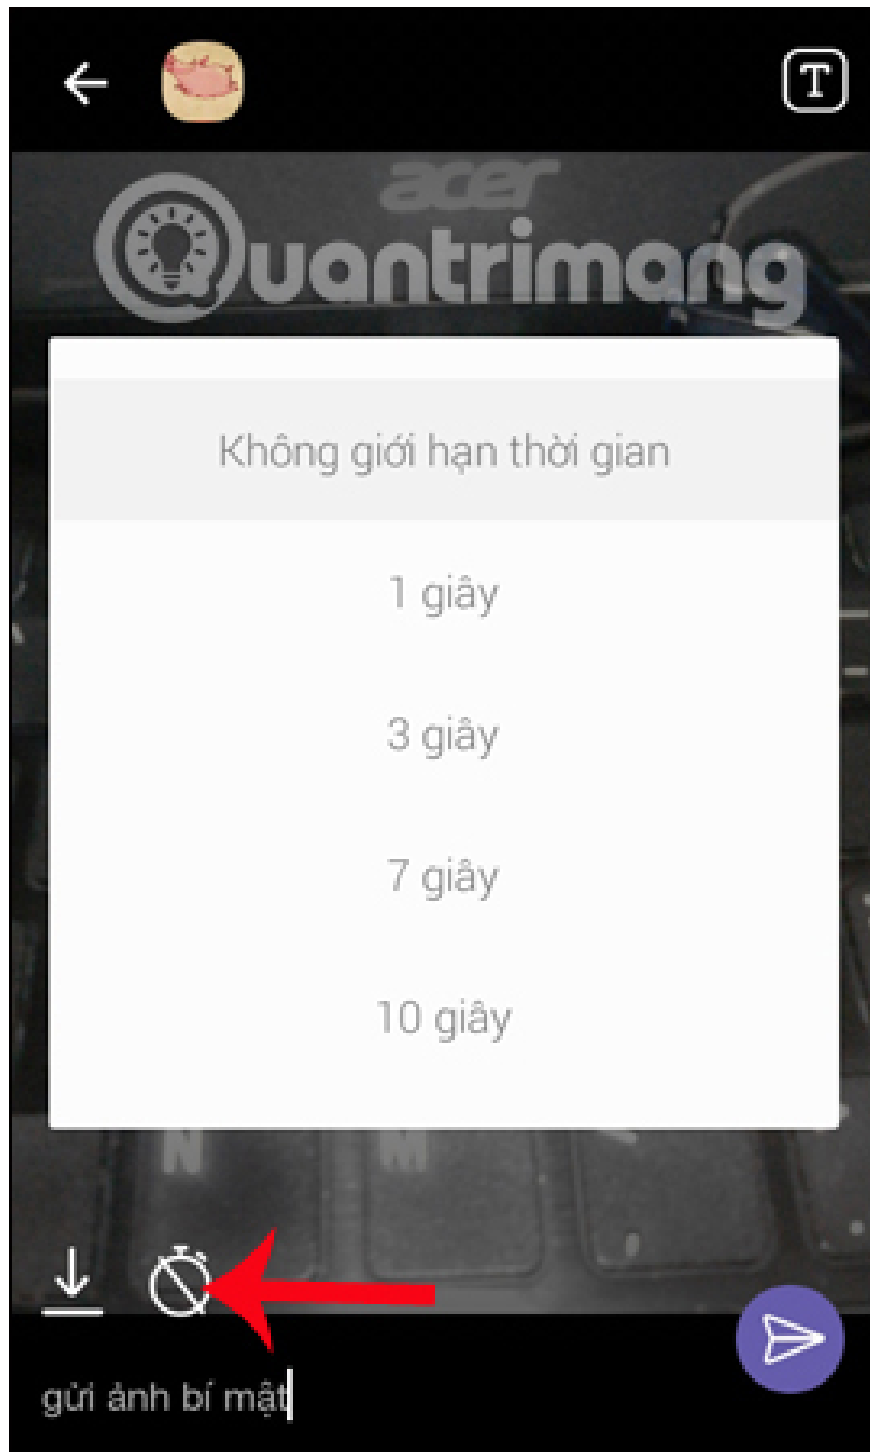 T
acer
Quantrimang
Không giới hạn thời gian
1 giây
3 giây
7 giây
10 giây
N M
gửi ảnh bí mật